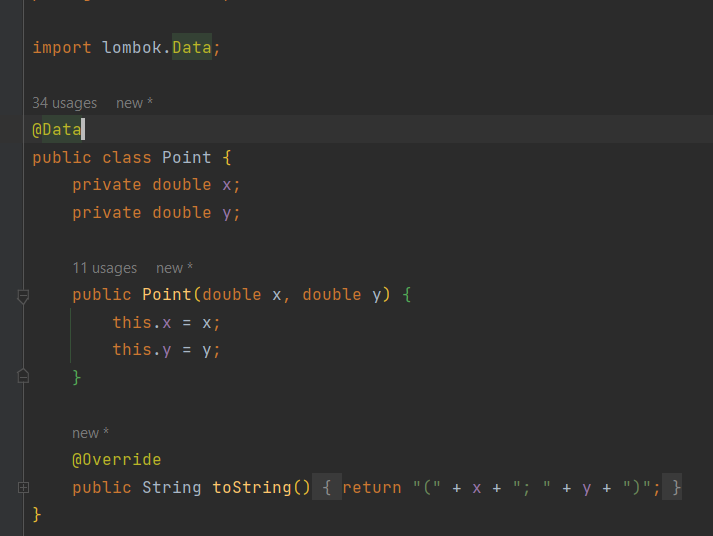 import lombok.Data;
34 usages new *
@Data
public class Point {
private double x;
private double y;
11 usages new *
public Point(double x, double y) {
this.x = x;
this.y = y;
}
new *
@Override
public String toString() { return "(" + x + "; " + y + ")"; }
}